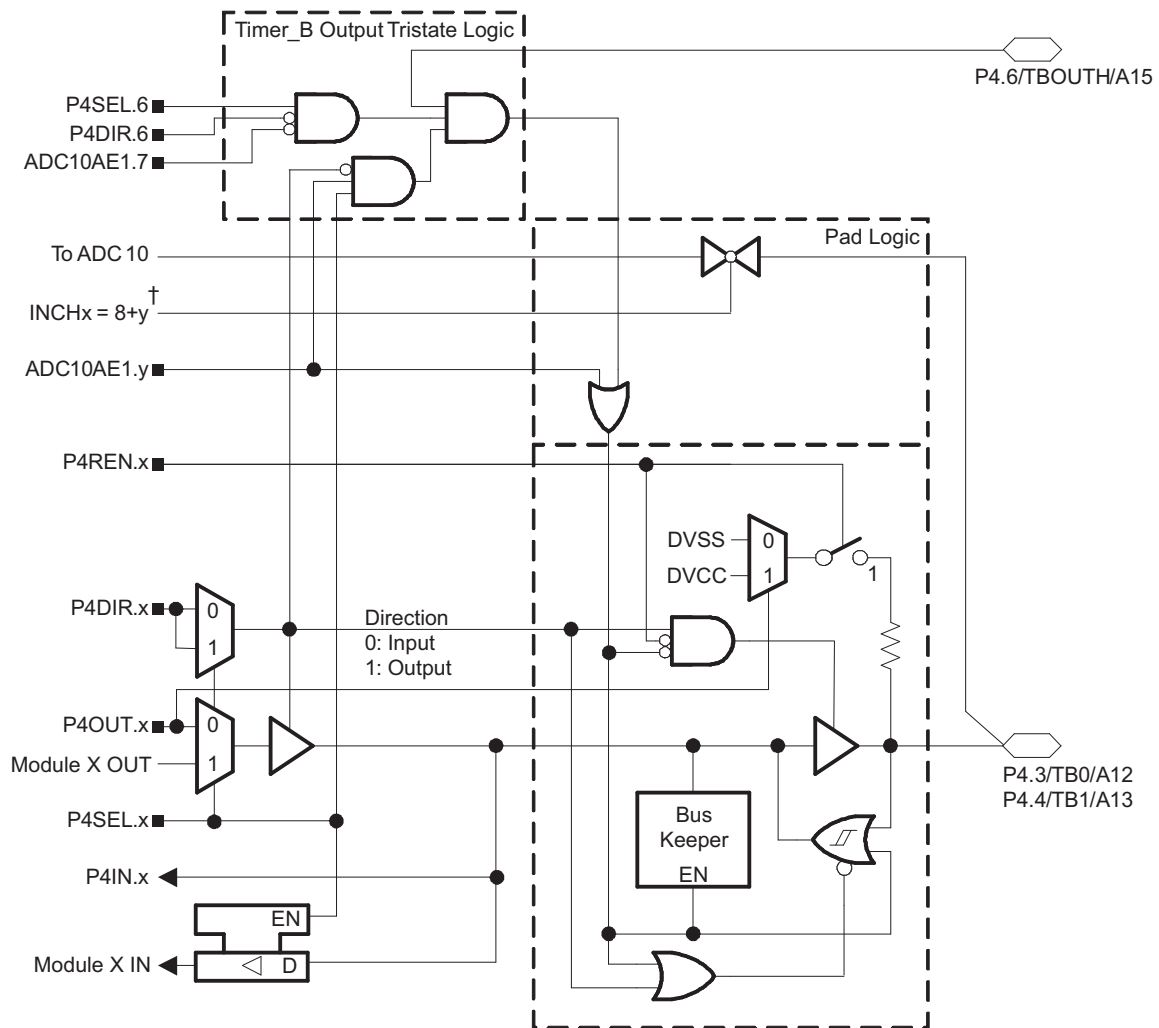 Timer_B Output Tristate Logic
P4.6/TBOUTH/A15
P4SEL.6
P4DIR.6
ADC10AE1.7
Pad Logic
To ADC 10
INCHx = 8+y†
ADC10AE1.y
P4REN.x
DVSS
0
DVCC
1
1
P4DIR.x
0
1
Direction
0: Input
1: Output
P4OUT.x
0
Module X OUT
1
P4.3/TB0/A12
P4.4/TB1/A13
P4SEL.x
Bus
Keeper
EN
P4IN.x
EN
Module X IN
D